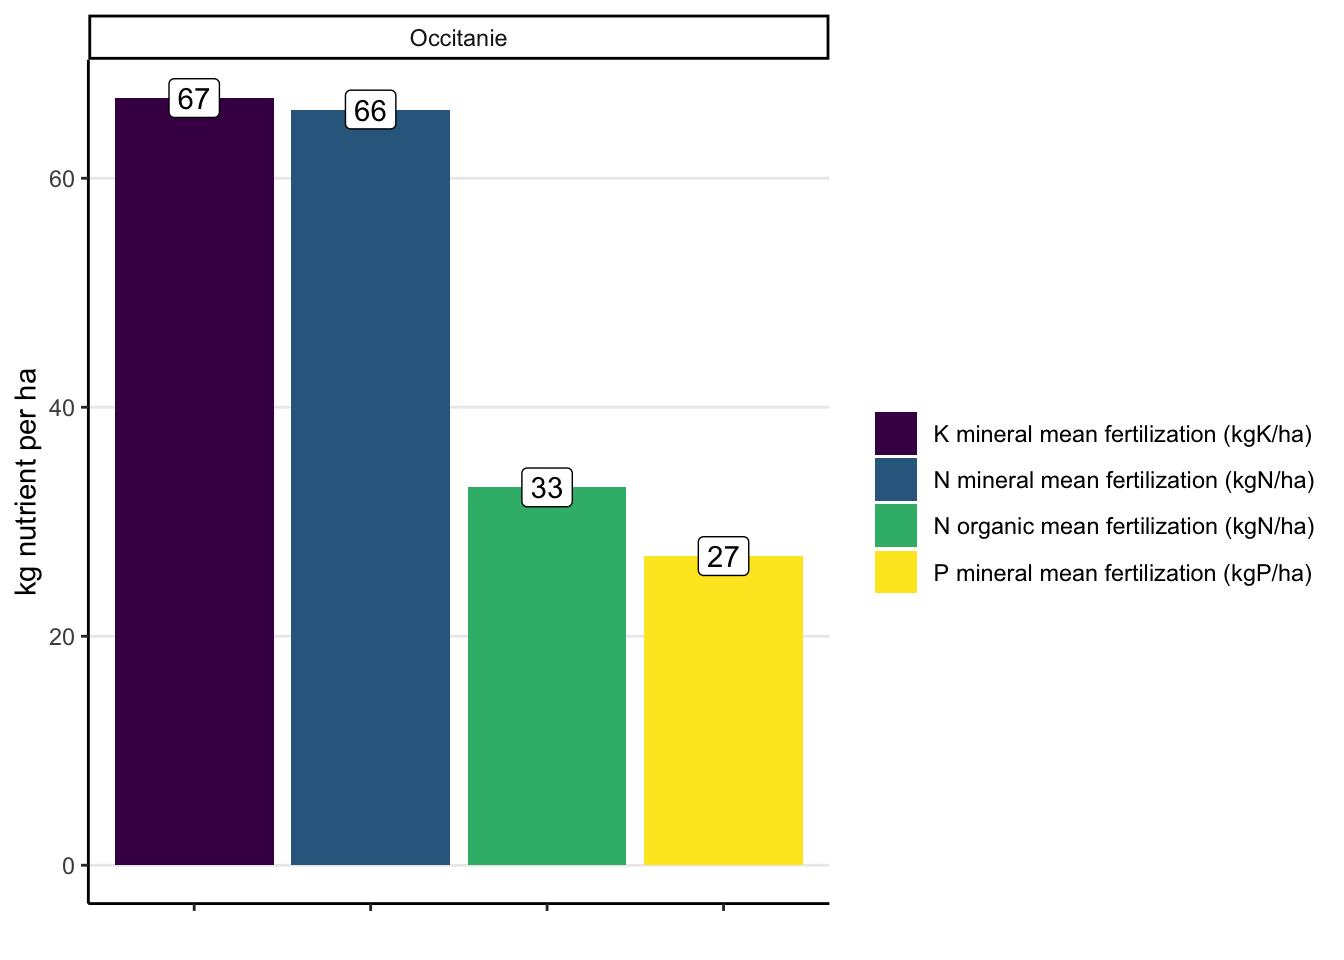 Occitanie
67
66
33
27
60
40
20
0
kg nutrient per ha
K mineral mean fertilization (kgK/ha)
N mineral mean fertilization (kgN/ha)
N organic mean fertilization (kgN/ha)
P mineral mean fertilization (kgP/ha)